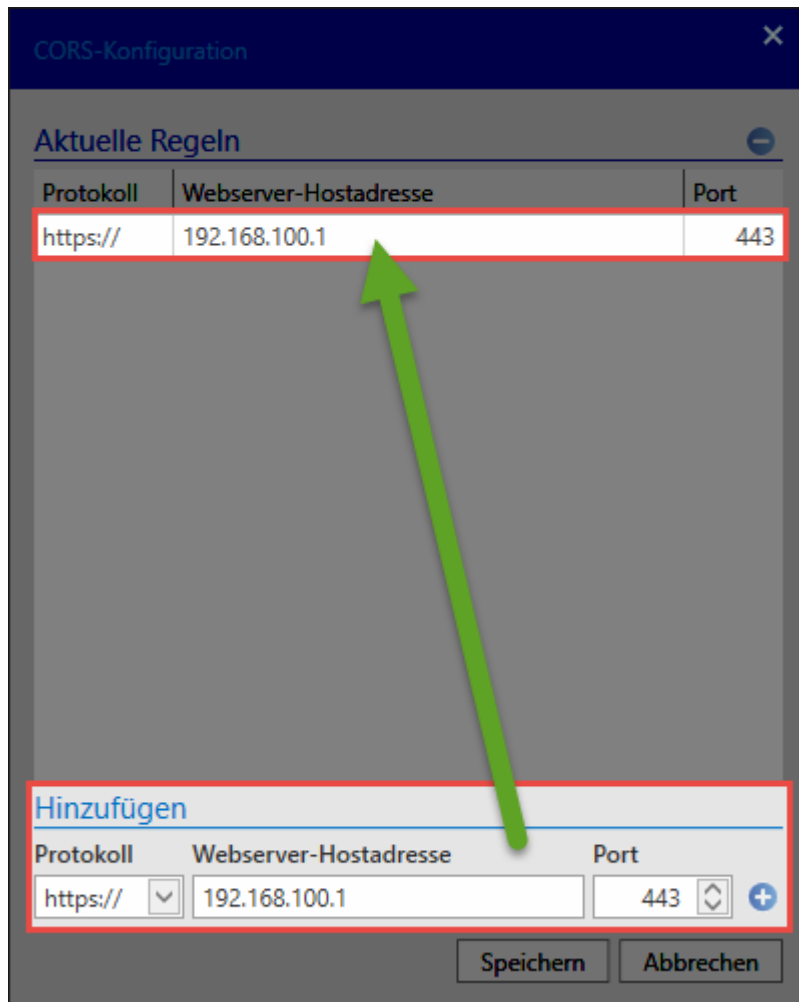 CORS-Konfiguration
Aktuelle Regeln
Protokoll Webserver-Hostadresse Port
https:// 192.168.100.1 443
Hinzufügen
Protokoll Webserver-Hostadresse Port
https:// 192.168.100.1 443
Speichern Abbrechen